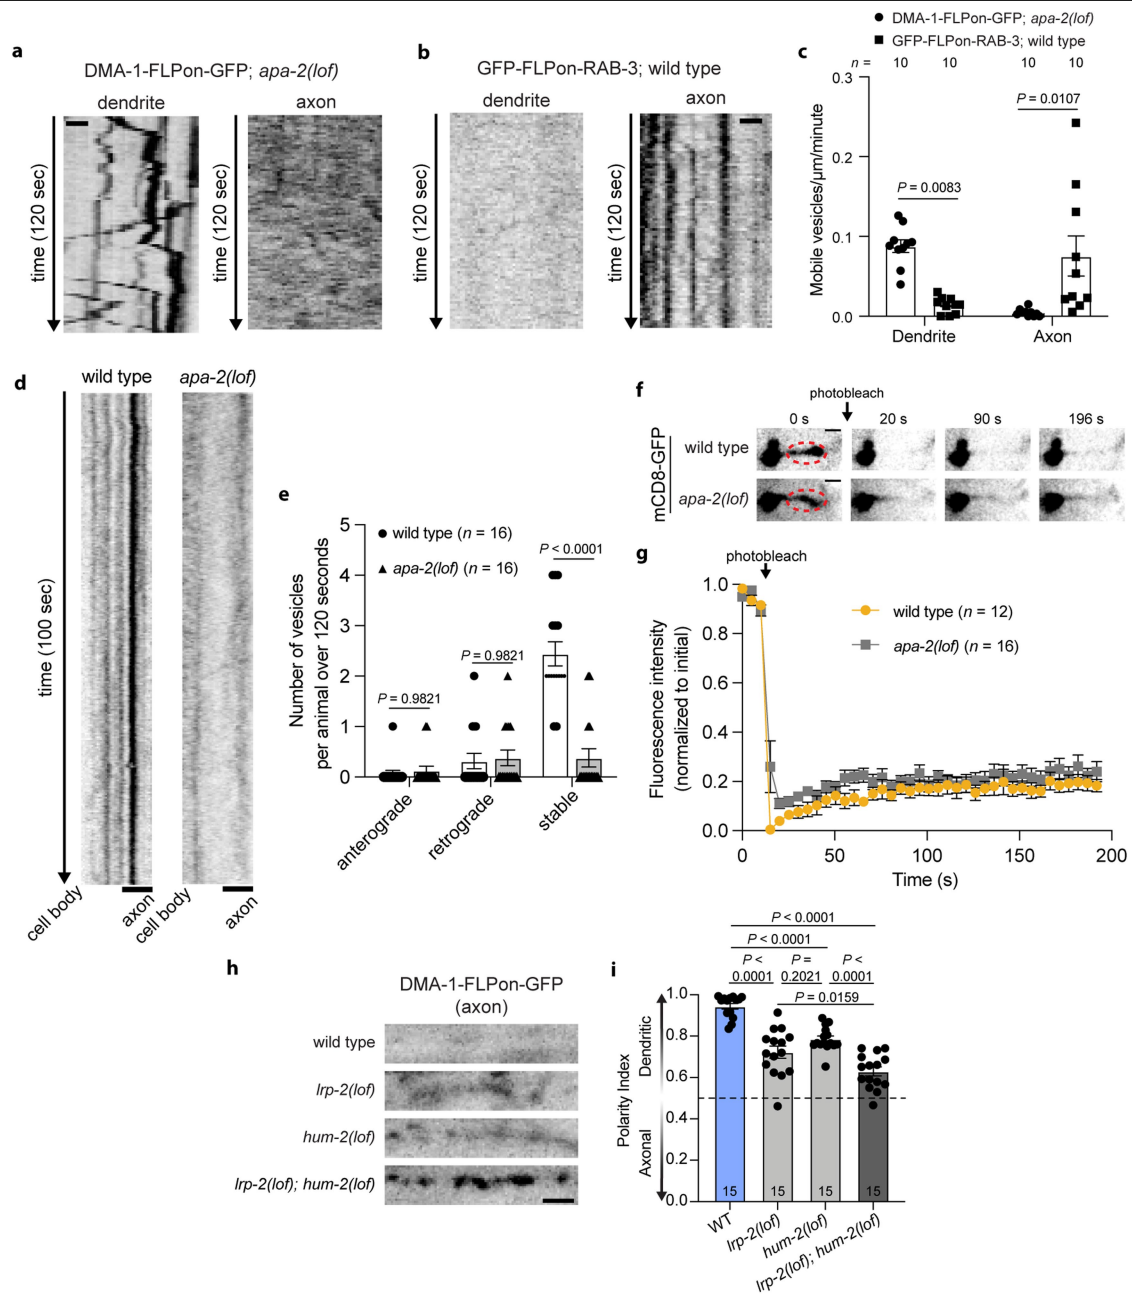 a
DMA-1-FLPon-GFP; apa-2(lof)
dendrite
axon
time (120 sec)
time (120 sec)
b
GFP-FLPon-RAB-3; wild type
dendrite
axon
time (120 sec)
time (120 sec)
DMA-1-FLPon-GFP; apa-2(lof)
GFP-FLPon-RAB-3; wild type
c
n = 10 10 10 10
0.3
0.2
0.1
0.0
Mobile vesicles/µm/minute
P = 0.0083
P = 0.0107
Dendrite
Axon
d
wild type
apa-2(lof)
time (100 sec)
cell body
axon
cell body
axon
e
wild type (n = 16)
apa-2(lof) (n = 16)
Number of vesicles
per animal over 120 seconds
5
4
3
2
1
0
P = 0.9821
P = 0.9821
P < 0.0001
anterograde
retrograde
stable
f
photobleach
0 s
20 s
90 s
196 s
mCD8-GFP
wild type
apa-2(lof)
g
photobleach
wild type (n = 12)
apa-2(lof) (n = 16)
Fluorescence intensity
(normalized to initial)
1.0
0.8
0.6
0.4
0.2
0.0
0 50 100 150 200
Time (s)
h
DMA-1-FLPon-GFP
(axon)
wild type
lrp-2(lof)
hum-2(lof)
lrp-2(lof); hum-2(lof)
i
P < 0.0001
P < 0.0001
P < P = P <
0.0001 0.2021 0.0001
P = 0.0159
Polarity Index
Axonal Dendritic
1.0
0.8
0.6
0.4
0.2
0.0
15 15 15 15
WT
lrp-2(lof)
hum-2(lof)
lrp-2(lof); hum-2(lof)